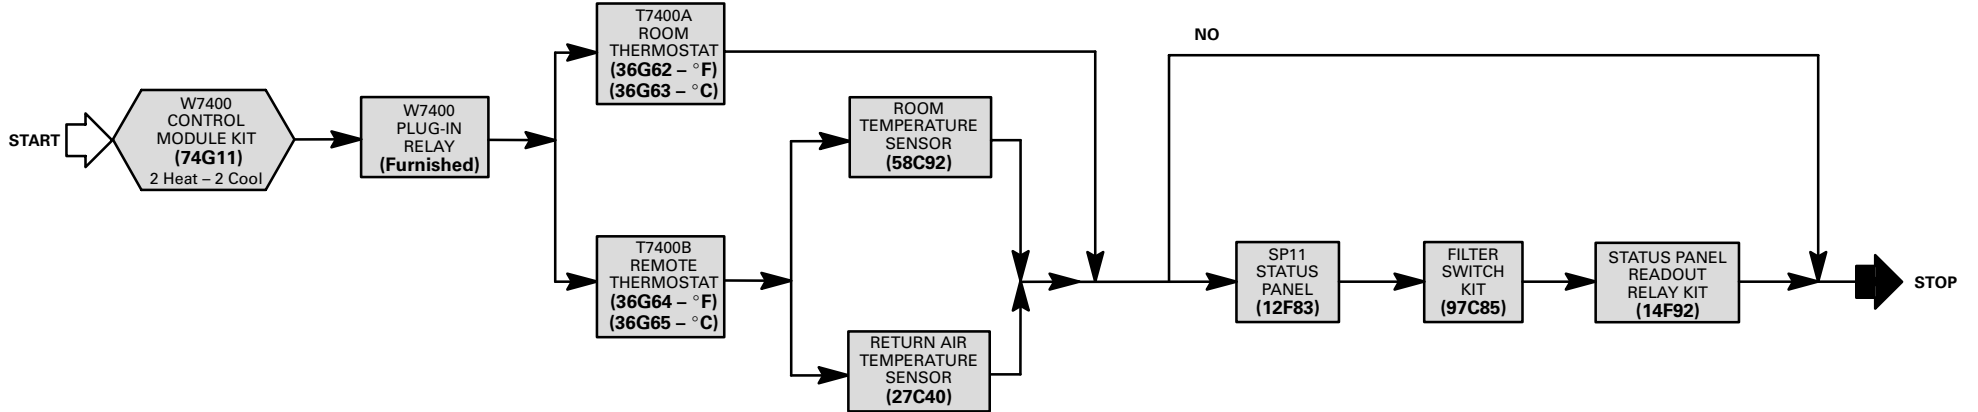 START
W7400
CONTROL
MODULE KIT
(74G11)
2 Heat – 2 Cool
W7400
PLUG-IN
RELAY
(Furnished)
T7400A
ROOM
THERMOSTAT
(36G62 – °F)
(36G63 – °C)
T7400B
REMOTE
THERMOSTAT
(36G64 – °F)
(36G65 – °C)
ROOM
TEMPERATURE
SENSOR
(58C92)
RETURN AIR
TEMPERATURE
SENSOR
(27C40)
NO
SP11
STATUS
PANEL
(12F83)
FILTER
SWITCH
KIT
(97C85)
STATUS PANEL
READOUT
RELAY KIT
(14F92)
STOP